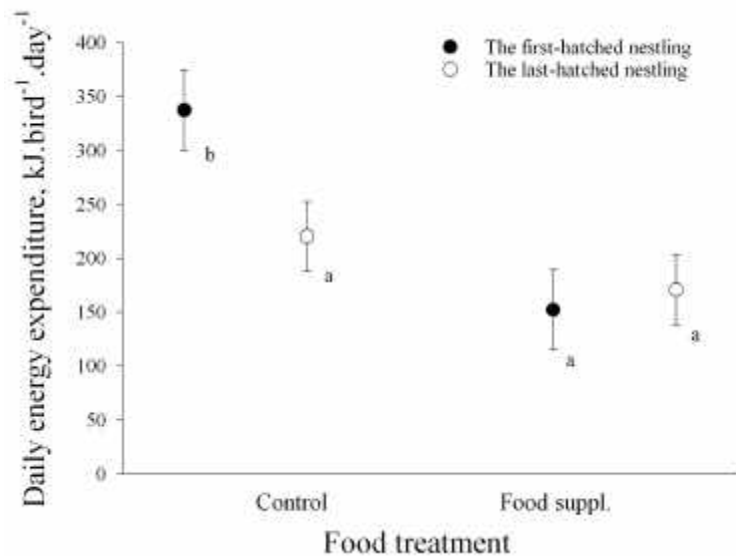 Daily energy expenditure, kJ.bird⁻¹.day⁻¹
400
350
300
250
200
150
100
50
0
The first-hatched nestling
The last-hatched nestling
b
a
a
a
Control
Food suppl.
Food treatment